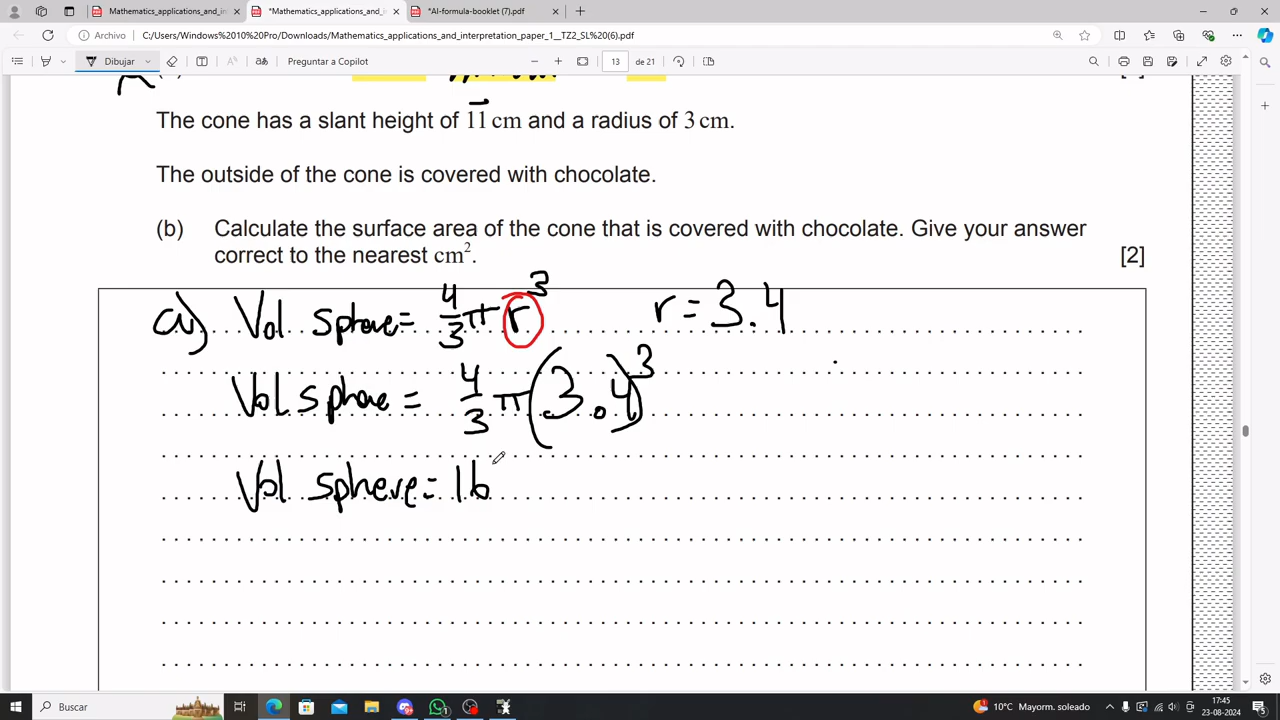 Mathematics_applications_and_in
*Mathematics_applications_and_i
*AI-formula-booklet (7).pdf
Archivo
C:/Users/Windows%2010%20Pro/Downloads/Mathematics_applications_and_interpretation_paper_1__TZ2_SL%20(6).pdf
Dibujar
Preguntar a Copilot
13
de 21
The cone has a slant height of 11 cm and a radius of 3 cm.
The outside of the cone is covered with chocolate.
(b) Calculate the surface area of the cone that is covered with chocolate. Give your answer
correct to the nearest cm². [2]
a) Vol sphere = 4/3 π r³ r = 3.4
Vol sphere = 4/3 π (3.4)³
Vol sphere = 16
Buscar
10°C Mayorm. soleado
17:45
23-08-2024